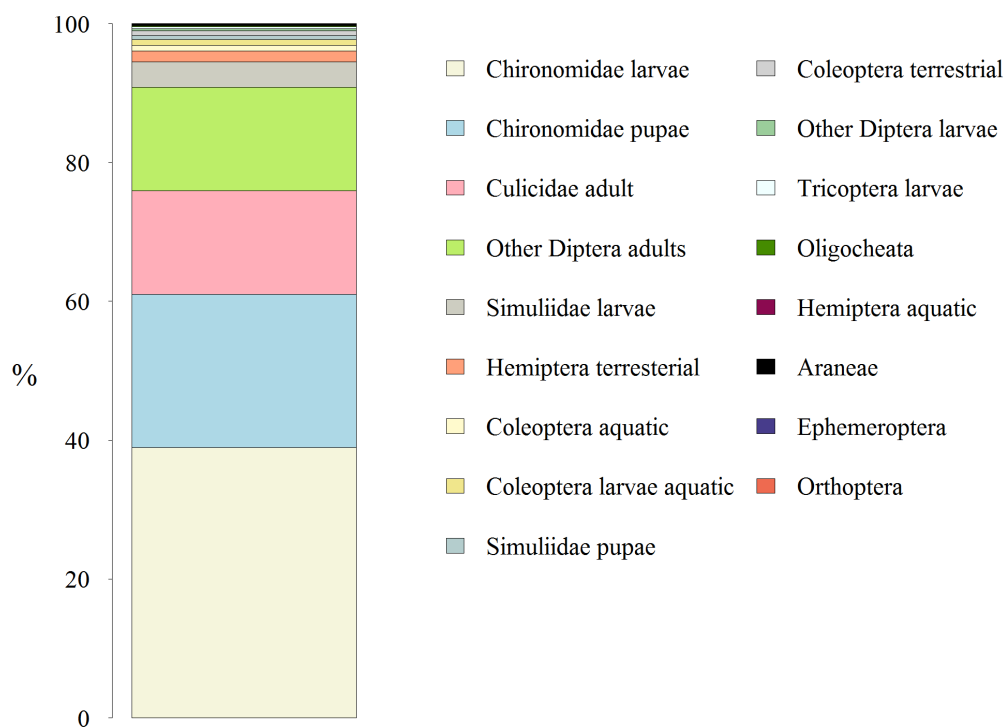 100
80
60
40
20
0
%
Chironomidae larvae
Chironomidae pupae
Culicidae adult
Other Diptera adults
Simuliidae larvae
Hemiptera terresterial
Coleoptera aquatic
Coleoptera larvae aquatic
Simuliidae pupae
Coleoptera terrestrial
Other Diptera larvae
Tricoptera larvae
Oligocheata
Hemiptera aquatic
Araneae
Ephemeroptera
Orthoptera